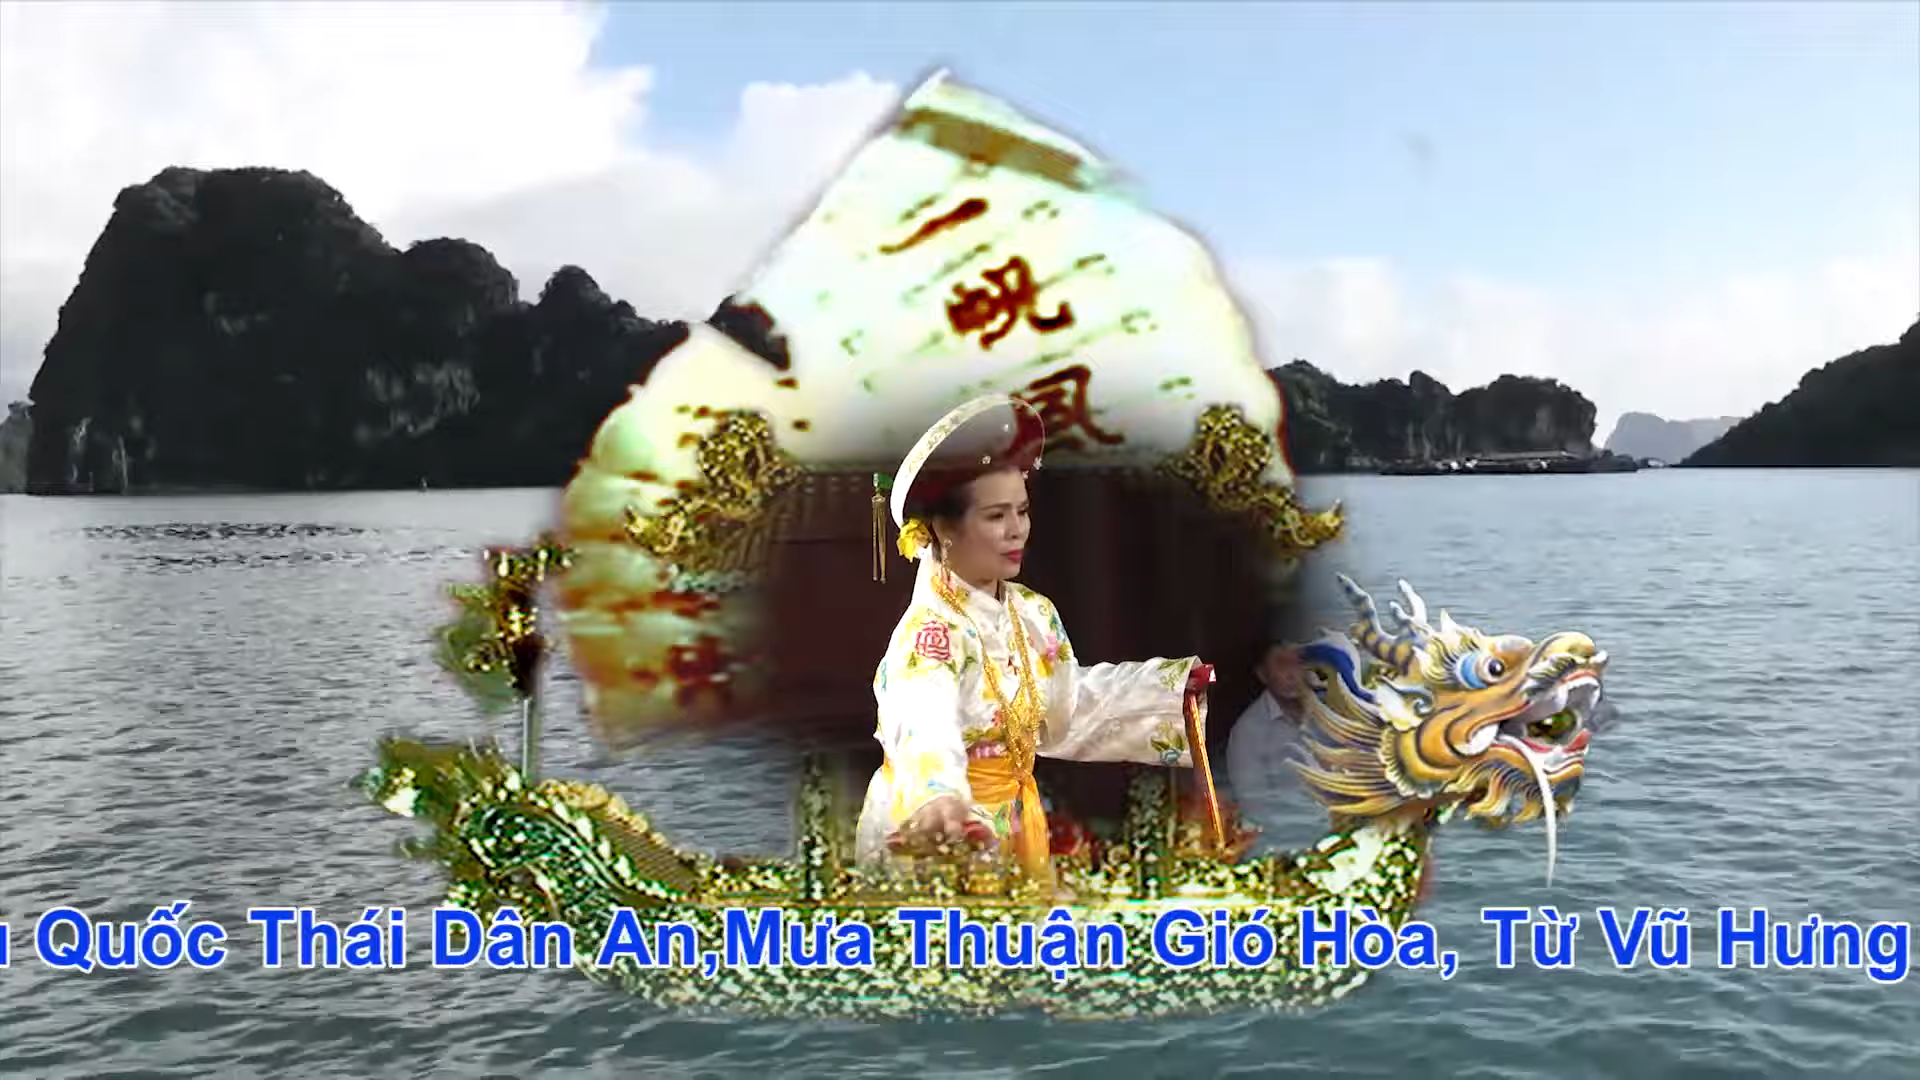 一
帆
風
Quốc Thái Dân An,Mưa Thuận Gió Hòa, Từ Vũ Hưng